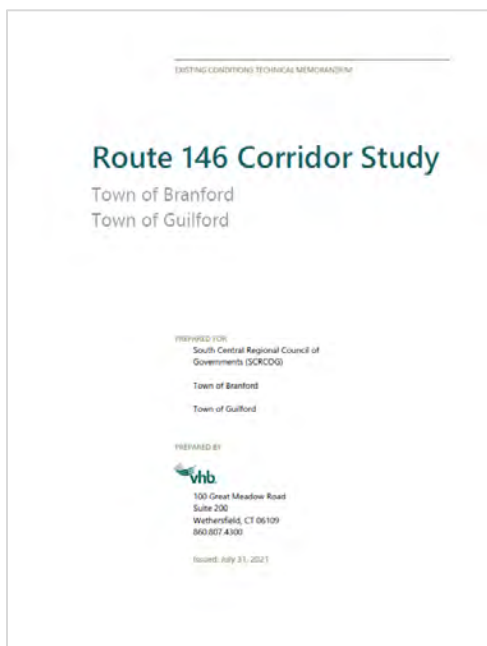 EXISTING CONDITIONS TECHNICAL MEMORANDUM
Route 146 Corridor Study
Town of Branford
Town of Guilford
PREPARED FOR
South Central Regional Council of
Governments (SCRCOG)
Town of Branford
Town of Guilford
PREPARED BY
vhb.
100 Great Meadow Road
Suite 200
Wethersfield, CT 06109
860.807.4300
Issued: July 31, 2021